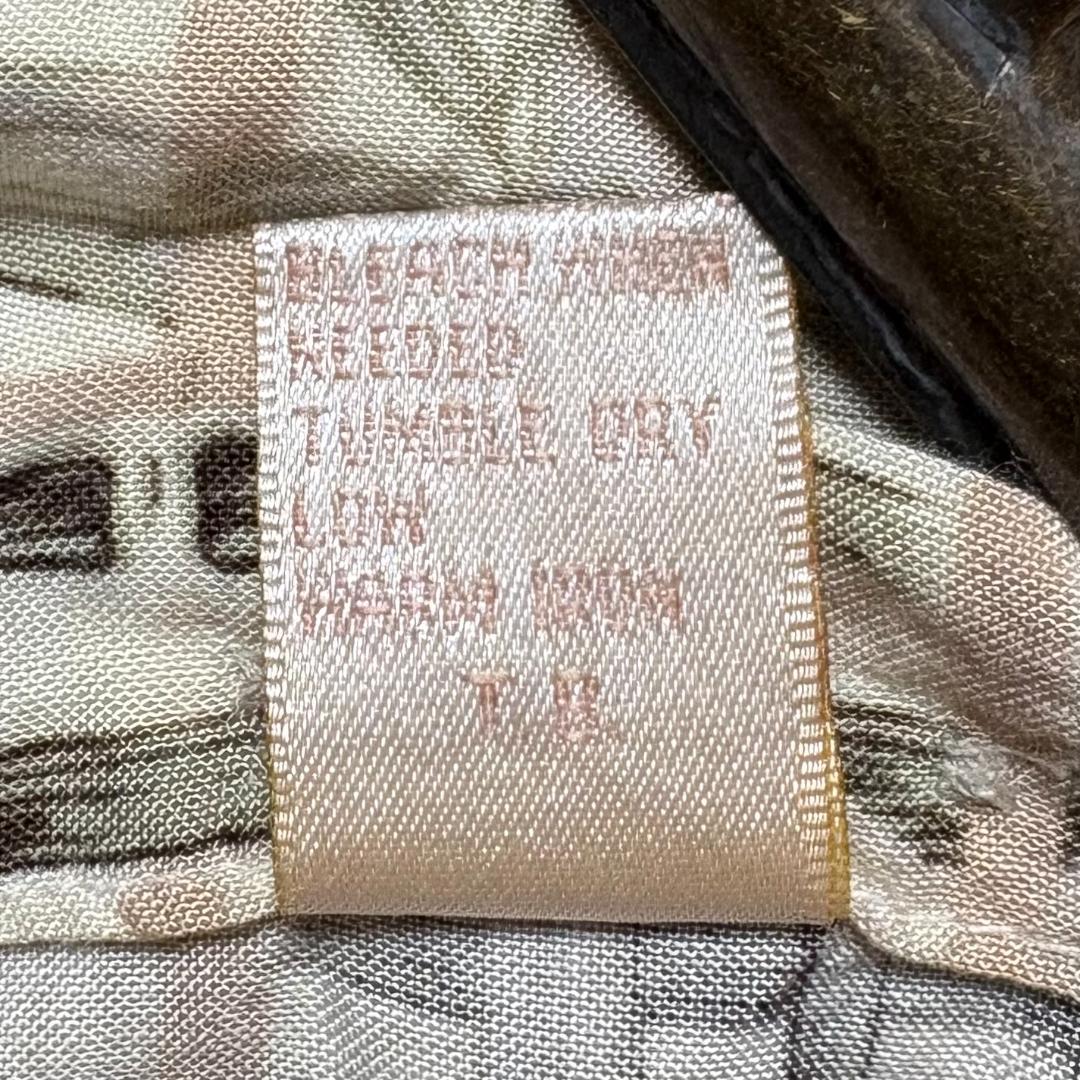 BLEACH WHEN
NEEDED
TUMBLE DRY
LOW
WARM IRON